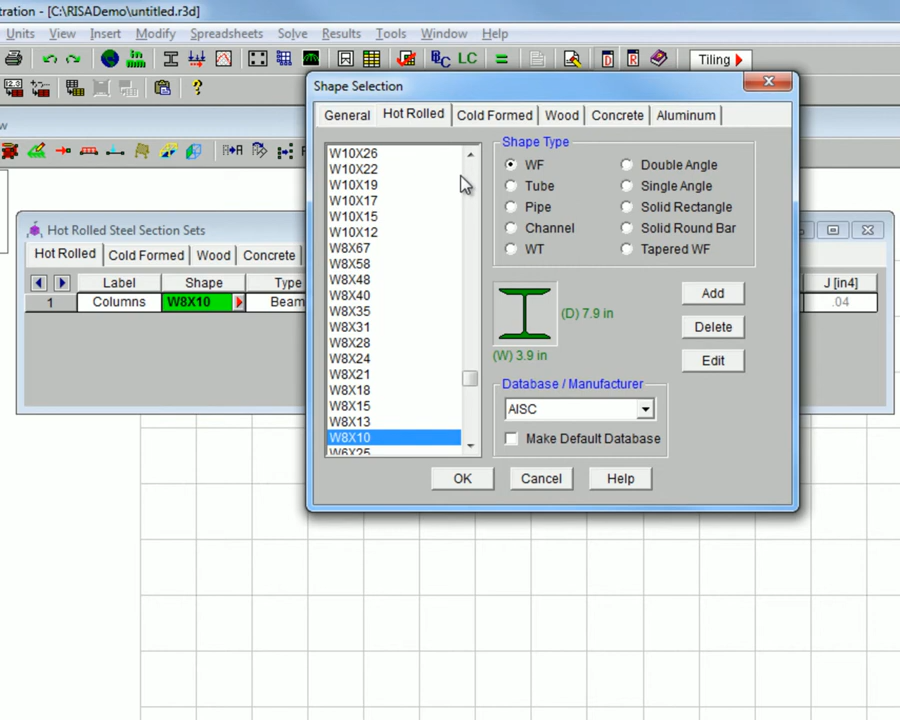 tration - [C:\RISADemo\untitled.r3d]
Units View Insert Modify Spreadsheets Solve Results Tools Window Help
in
BC LC = D R Tiling
?
w
Shape Selection
General Hot Rolled Cold Formed Wood Concrete Aluminum
W10X26
W10X22
W10X19
W10X17
W10X15
W10X12
W8X67
W8X58
W8X48
W8X40
W8X35
W8X31
W8X28
W8X24
W8X21
W8X18
W8X15
W8X13
W8X10
W6X25
Shape Type
WF Double Angle
Tube Single Angle
Pipe Solid Rectangle
Channel Solid Round Bar
WT Tapered WF
(D) 7.9 in
(W) 3.9 in
Add
Delete
Edit
Database / Manufacturer
AISC
Make Default Database
OK Cancel Help
Hot Rolled Steel Section Sets
Hot Rolled Cold Formed Wood Concrete
Label Shape Type J [in4]
1 Columns W8X10 Beam .04